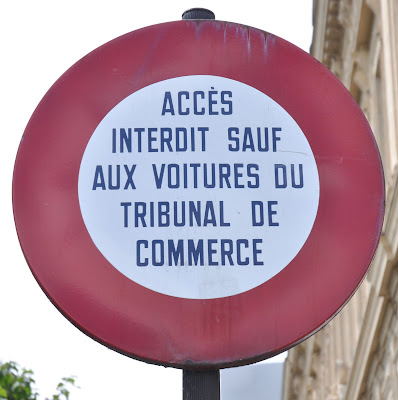 ACCÈS
INTERDIT SAUF
AUX VOITURES DU
TRIBUNAL DE
COMMERCE